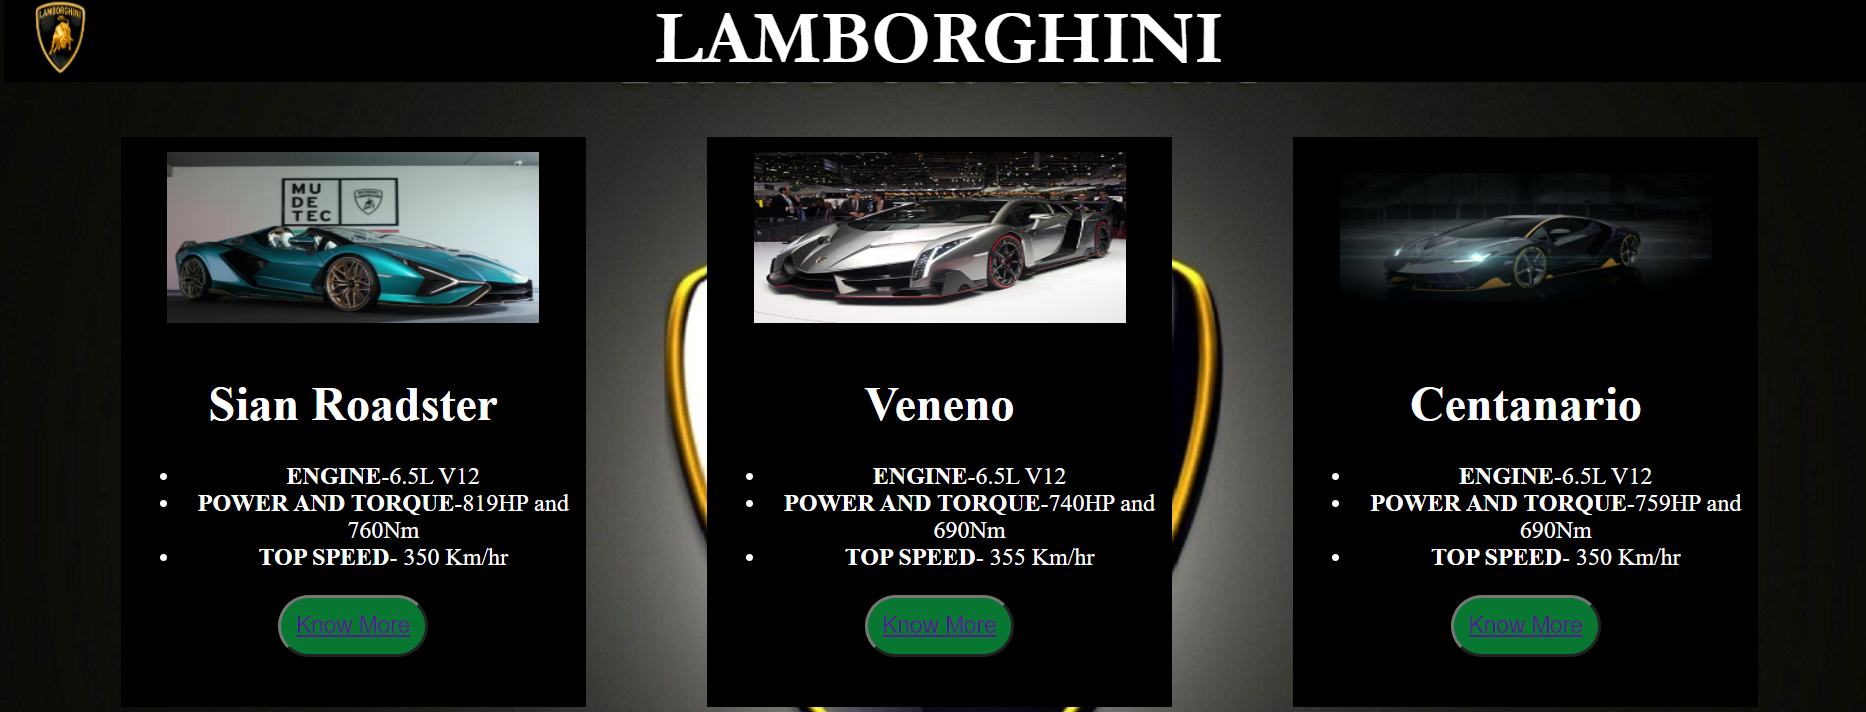 LAMBORGHINI
LAMBORGHINI
MU
DE
TEC
Sian Roadster
• ENGINE-6.5L V12
• POWER AND TORQUE-819HP and
760Nm
• TOP SPEED- 350 Km/hr
Know More
Veneno
• ENGINE-6.5L V12
• POWER AND TORQUE-740HP and
690Nm
• TOP SPEED- 355 Km/hr
Know More
Centanario
• ENGINE-6.5L V12
• POWER AND TORQUE-759HP and
690Nm
• TOP SPEED- 350 Km/hr
Know More